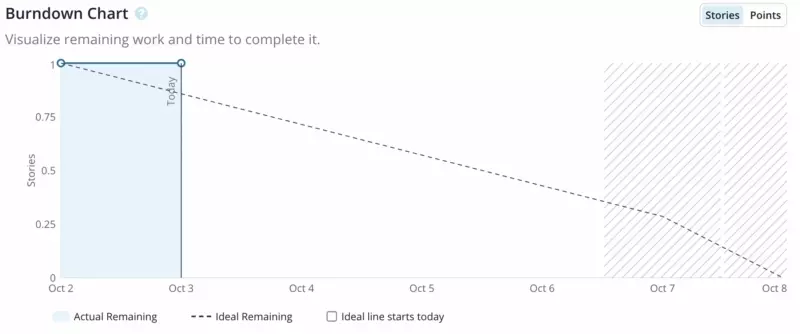 Burndown Chart ?
Stories Points
Visualize remaining work and time to complete it.
1
0.75
0.5
0.25
0
Stories
Today
Oct 2 Oct 3 Oct 4 Oct 5 Oct 6 Oct 7 Oct 8
Actual Remaining Ideal Remaining Ideal line starts today